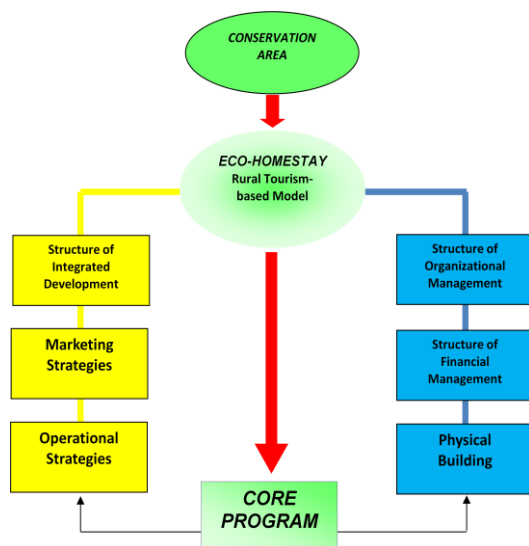 CONSERVATION
AREA
ECO-HOMESTAY
Rural Tourism-
based Model
Structure of
Integrated
Development
Marketing
Strategies
Operational
Strategies
Structure of
Organizational
Management
Structure of
Financial
Management
Physical
Building
CORE
PROGRAM